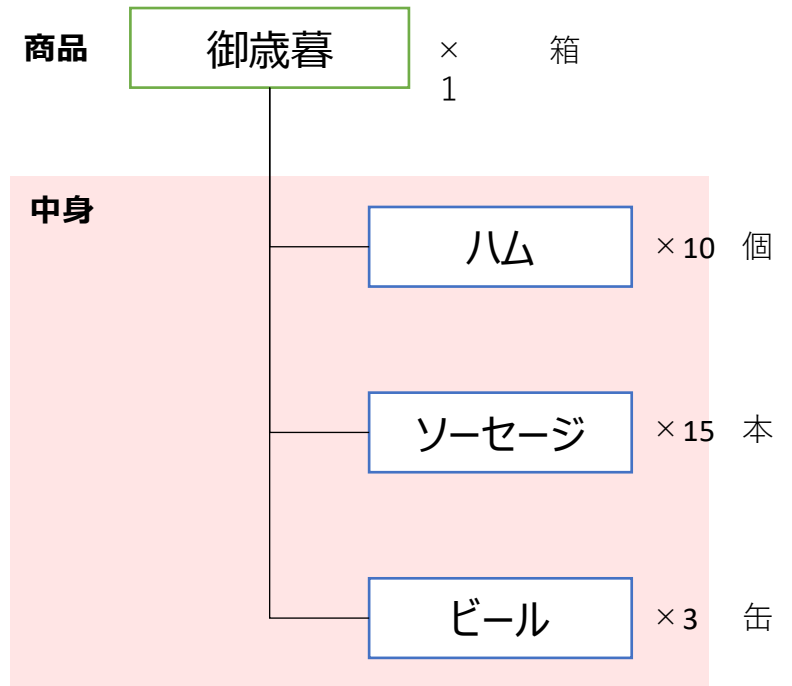 商品 御歳暮 × 箱
1
中身
ハム ×10 個
ソーセージ ×15 本
ビール ×3 缶